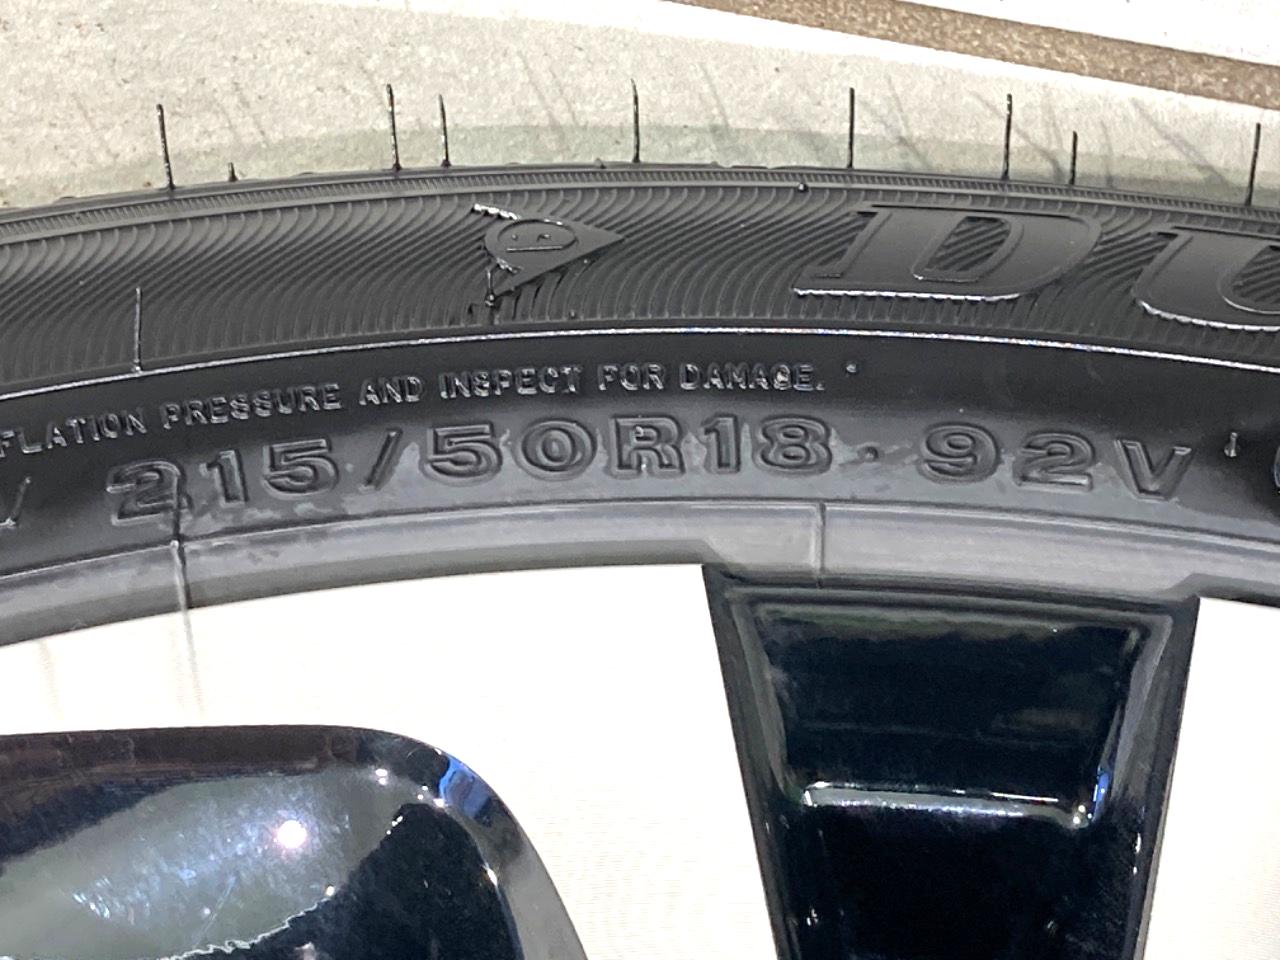 D DU
FLATION PRESSURE AND INSPECT FOR DAMAGE.
215/50R18 · 92V